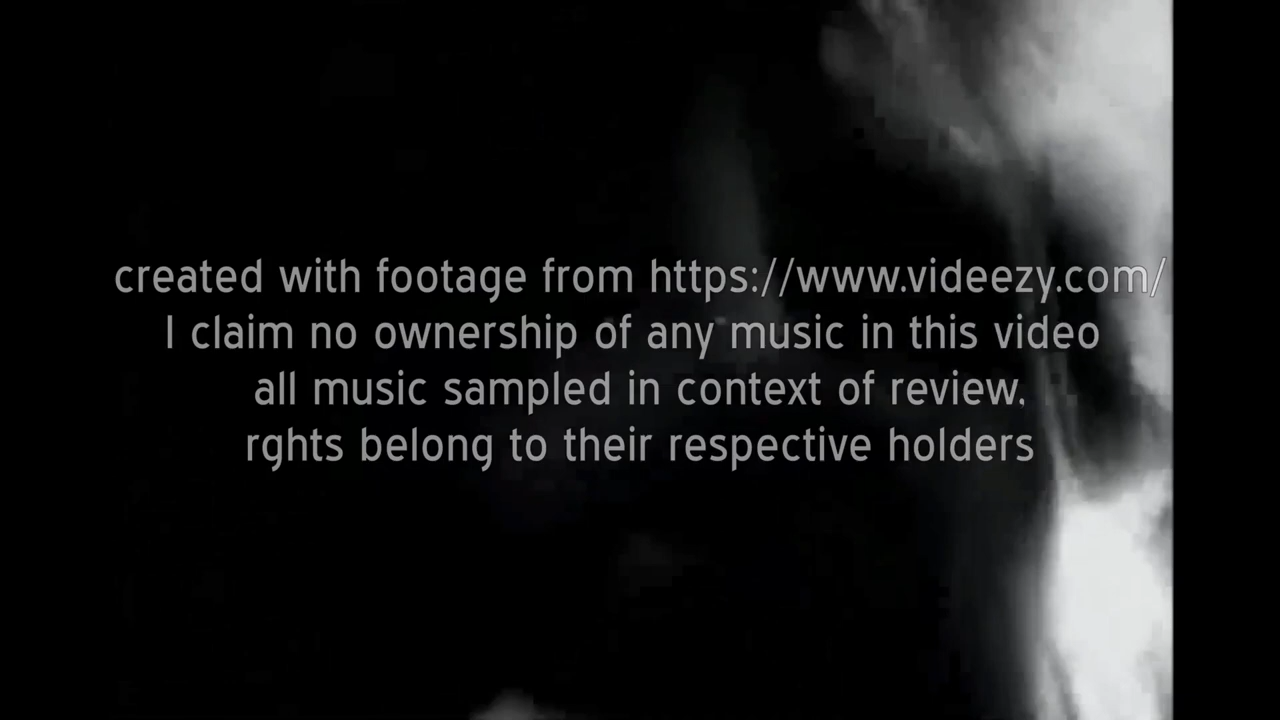 created with footage from https://www.videezy.com/
I claim no ownership of any music in this video
all music sampled in context of review,
rghts belong to their respective holders